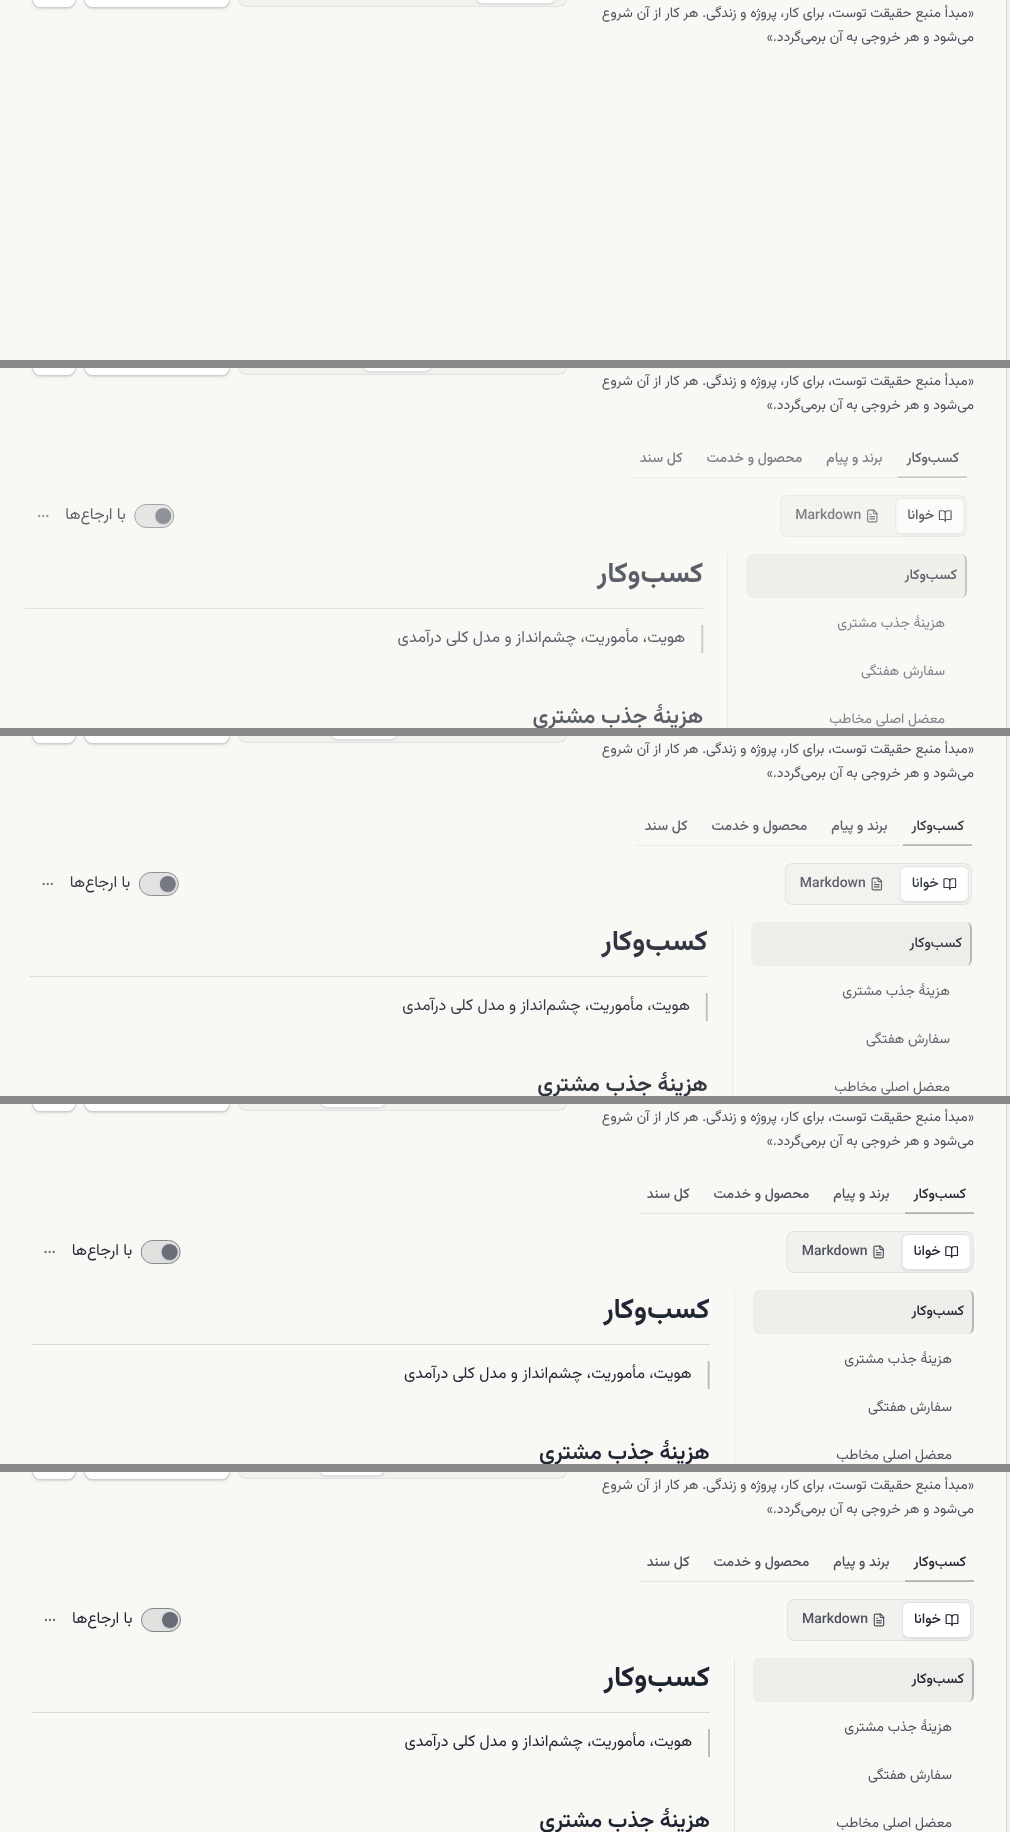 «مبدأ منبع حقیقت توست، برای کار، پروژه و زندگی. هر کار از آن شروع
می‌شود و هر خروجی به آن برمی‌گردد.»
«مبدأ منبع حقیقت توست، برای کار، پروژه و زندگی. هر کار از آن شروع
می‌شود و هر خروجی به آن برمی‌گردد.»
کسب‌وکار برند و پیام محصول و خدمت کل سند
خوانا Markdown با ارجاع‌ها ...
کسب‌وکار
کسب‌وکار
هزینهٔ جذب مشتری
هویت، مأموریت، چشم‌انداز و مدل کلی درآمدی
سفارش هفتگی
معضل اصلی مخاطب
هزینهٔ جذب مشتری
«مبدأ منبع حقیقت توست، برای کار، پروژه و زندگی. هر کار از آن شروع
می‌شود و هر خروجی به آن برمی‌گردد.»
کسب‌وکار برند و پیام محصول و خدمت کل سند
خوانا Markdown با ارجاع‌ها ...
کسب‌وکار
کسب‌وکار
هزینهٔ جذب مشتری
هویت، مأموریت، چشم‌انداز و مدل کلی درآمدی
سفارش هفتگی
معضل اصلی مخاطب
هزینهٔ جذب مشتری
«مبدأ منبع حقیقت توست، برای کار، پروژه و زندگی. هر کار از آن شروع
می‌شود و هر خروجی به آن برمی‌گردد.»
کسب‌وکار برند و پیام محصول و خدمت کل سند
خوانا Markdown با ارجاع‌ها ...
کسب‌وکار
کسب‌وکار
هزینهٔ جذب مشتری
هویت، مأموریت، چشم‌انداز و مدل کلی درآمدی
سفارش هفتگی
معضل اصلی مخاطب
هزینهٔ جذب مشتری
«مبدأ منبع حقیقت توست، برای کار، پروژه و زندگی. هر کار از آن شروع
می‌شود و هر خروجی به آن برمی‌گردد.»
کسب‌وکار برند و پیام محصول و خدمت کل سند
خوانا Markdown با ارجاع‌ها ...
کسب‌وکار
کسب‌وکار
هزینهٔ جذب مشتری
هویت، مأموریت، چشم‌انداز و مدل کلی درآمدی
سفارش هفتگی
معضل اصلی مخاطب
هزینهٔ جذب مشتری